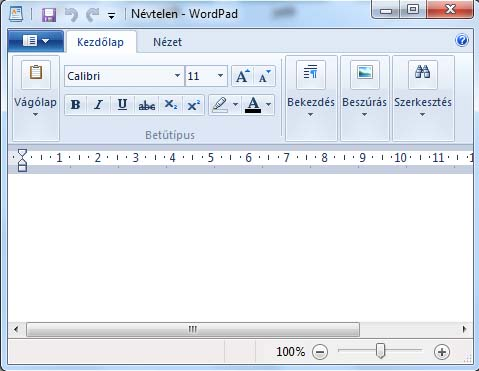 Névtelen - WordPad
Kezdőlap Nézet
Vágólap
Calibri 11
A A
B I U abc X₂ X² A
Betűtípus
Bekezdés
Beszúrás
Szerkesztés
1 2 3 4 5 6 7 8 9 10 11
100%